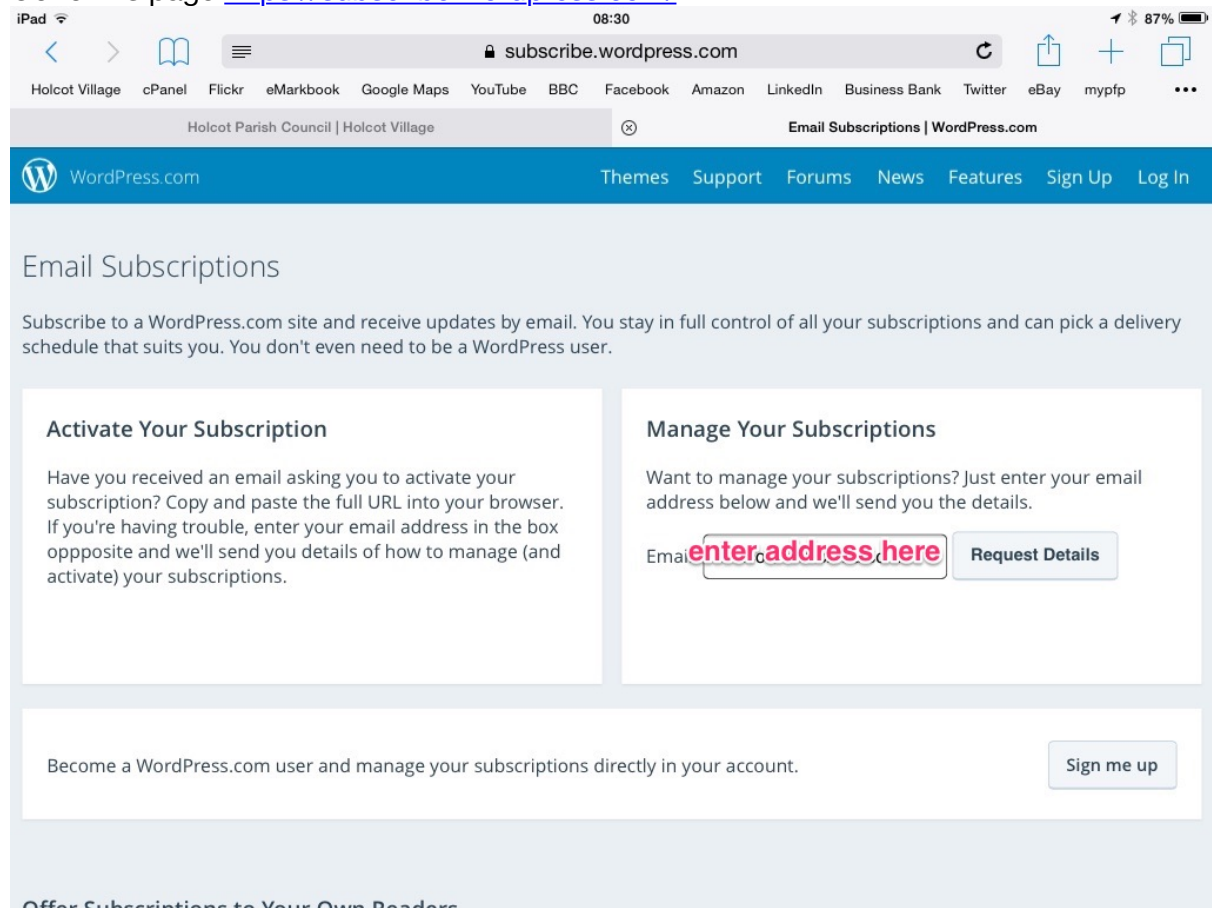 iPad 08:30 87%
subscribe.wordpress.com
Holcot Village cPanel Flickr eMarkbook Google Maps YouTube BBC Facebook Amazon LinkedIn Business Bank Twitter eBay mypfp •••
Holcot Parish Council | Holcot Village Email Subscriptions | WordPress.com
WordPress.com Themes Support Forums News Features Sign Up Log In
Email Subscriptions
Subscribe to a WordPress.com site and receive updates by email. You stay in full control of all your subscriptions and can pick a delivery
schedule that suits you. You don't even need to be a WordPress user.
Activate Your Subscription
Have you received an email asking you to activate your
subscription? Copy and paste the full URL into your browser.
If you're having trouble, enter your email address in the box
oppposite and we'll send you details of how to manage (and
activate) your subscriptions.
Manage Your Subscriptions
Want to manage your subscriptions? Just enter your email
address below and we'll send you the details.
Emai enter address here Request Details
Become a WordPress.com user and manage your subscriptions directly in your account. Sign me up
Offer Subscriptions to Your Own Readers